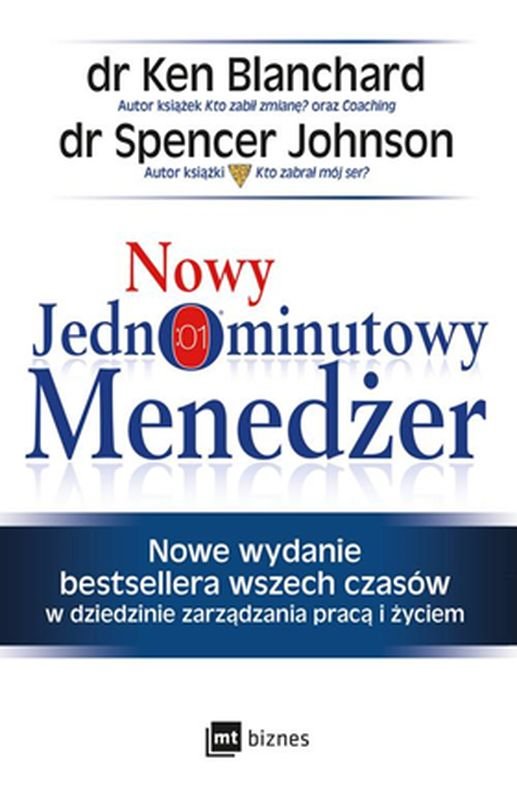 dr Ken Blanchard
Autor książek Kto zabił zmianę? oraz Coaching
dr Spencer Johnson
Autor książki Kto zabrał mój ser?
Nowy
Jedn:01minutowy
Menedżer
Nowe wydanie
bestsellera wszech czasów
w dziedzinie zarządzania pracą i życiem
mt biznes